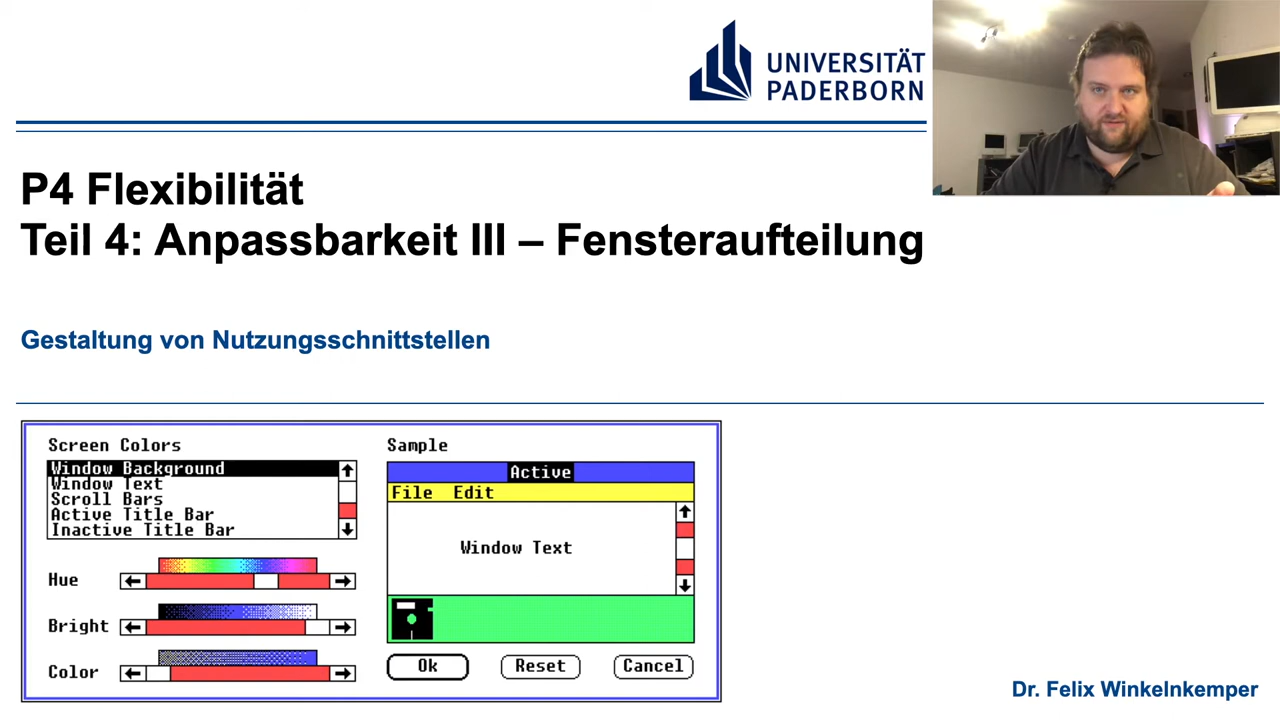 UNIVERSITÄT
PADERBORN
P4 Flexibilität
Teil 4: Anpassbarkeit III – Fensteraufteilung
Gestaltung von Nutzungsschnittstellen
Screen Colors
Window Background
Window Text
Scroll Bars
Active Title Bar
Inactive Title Bar
Hue
Bright
Color
Sample
Active
File Edit
Window Text
Ok Reset Cancel
Dr. Felix Winkelnkemper